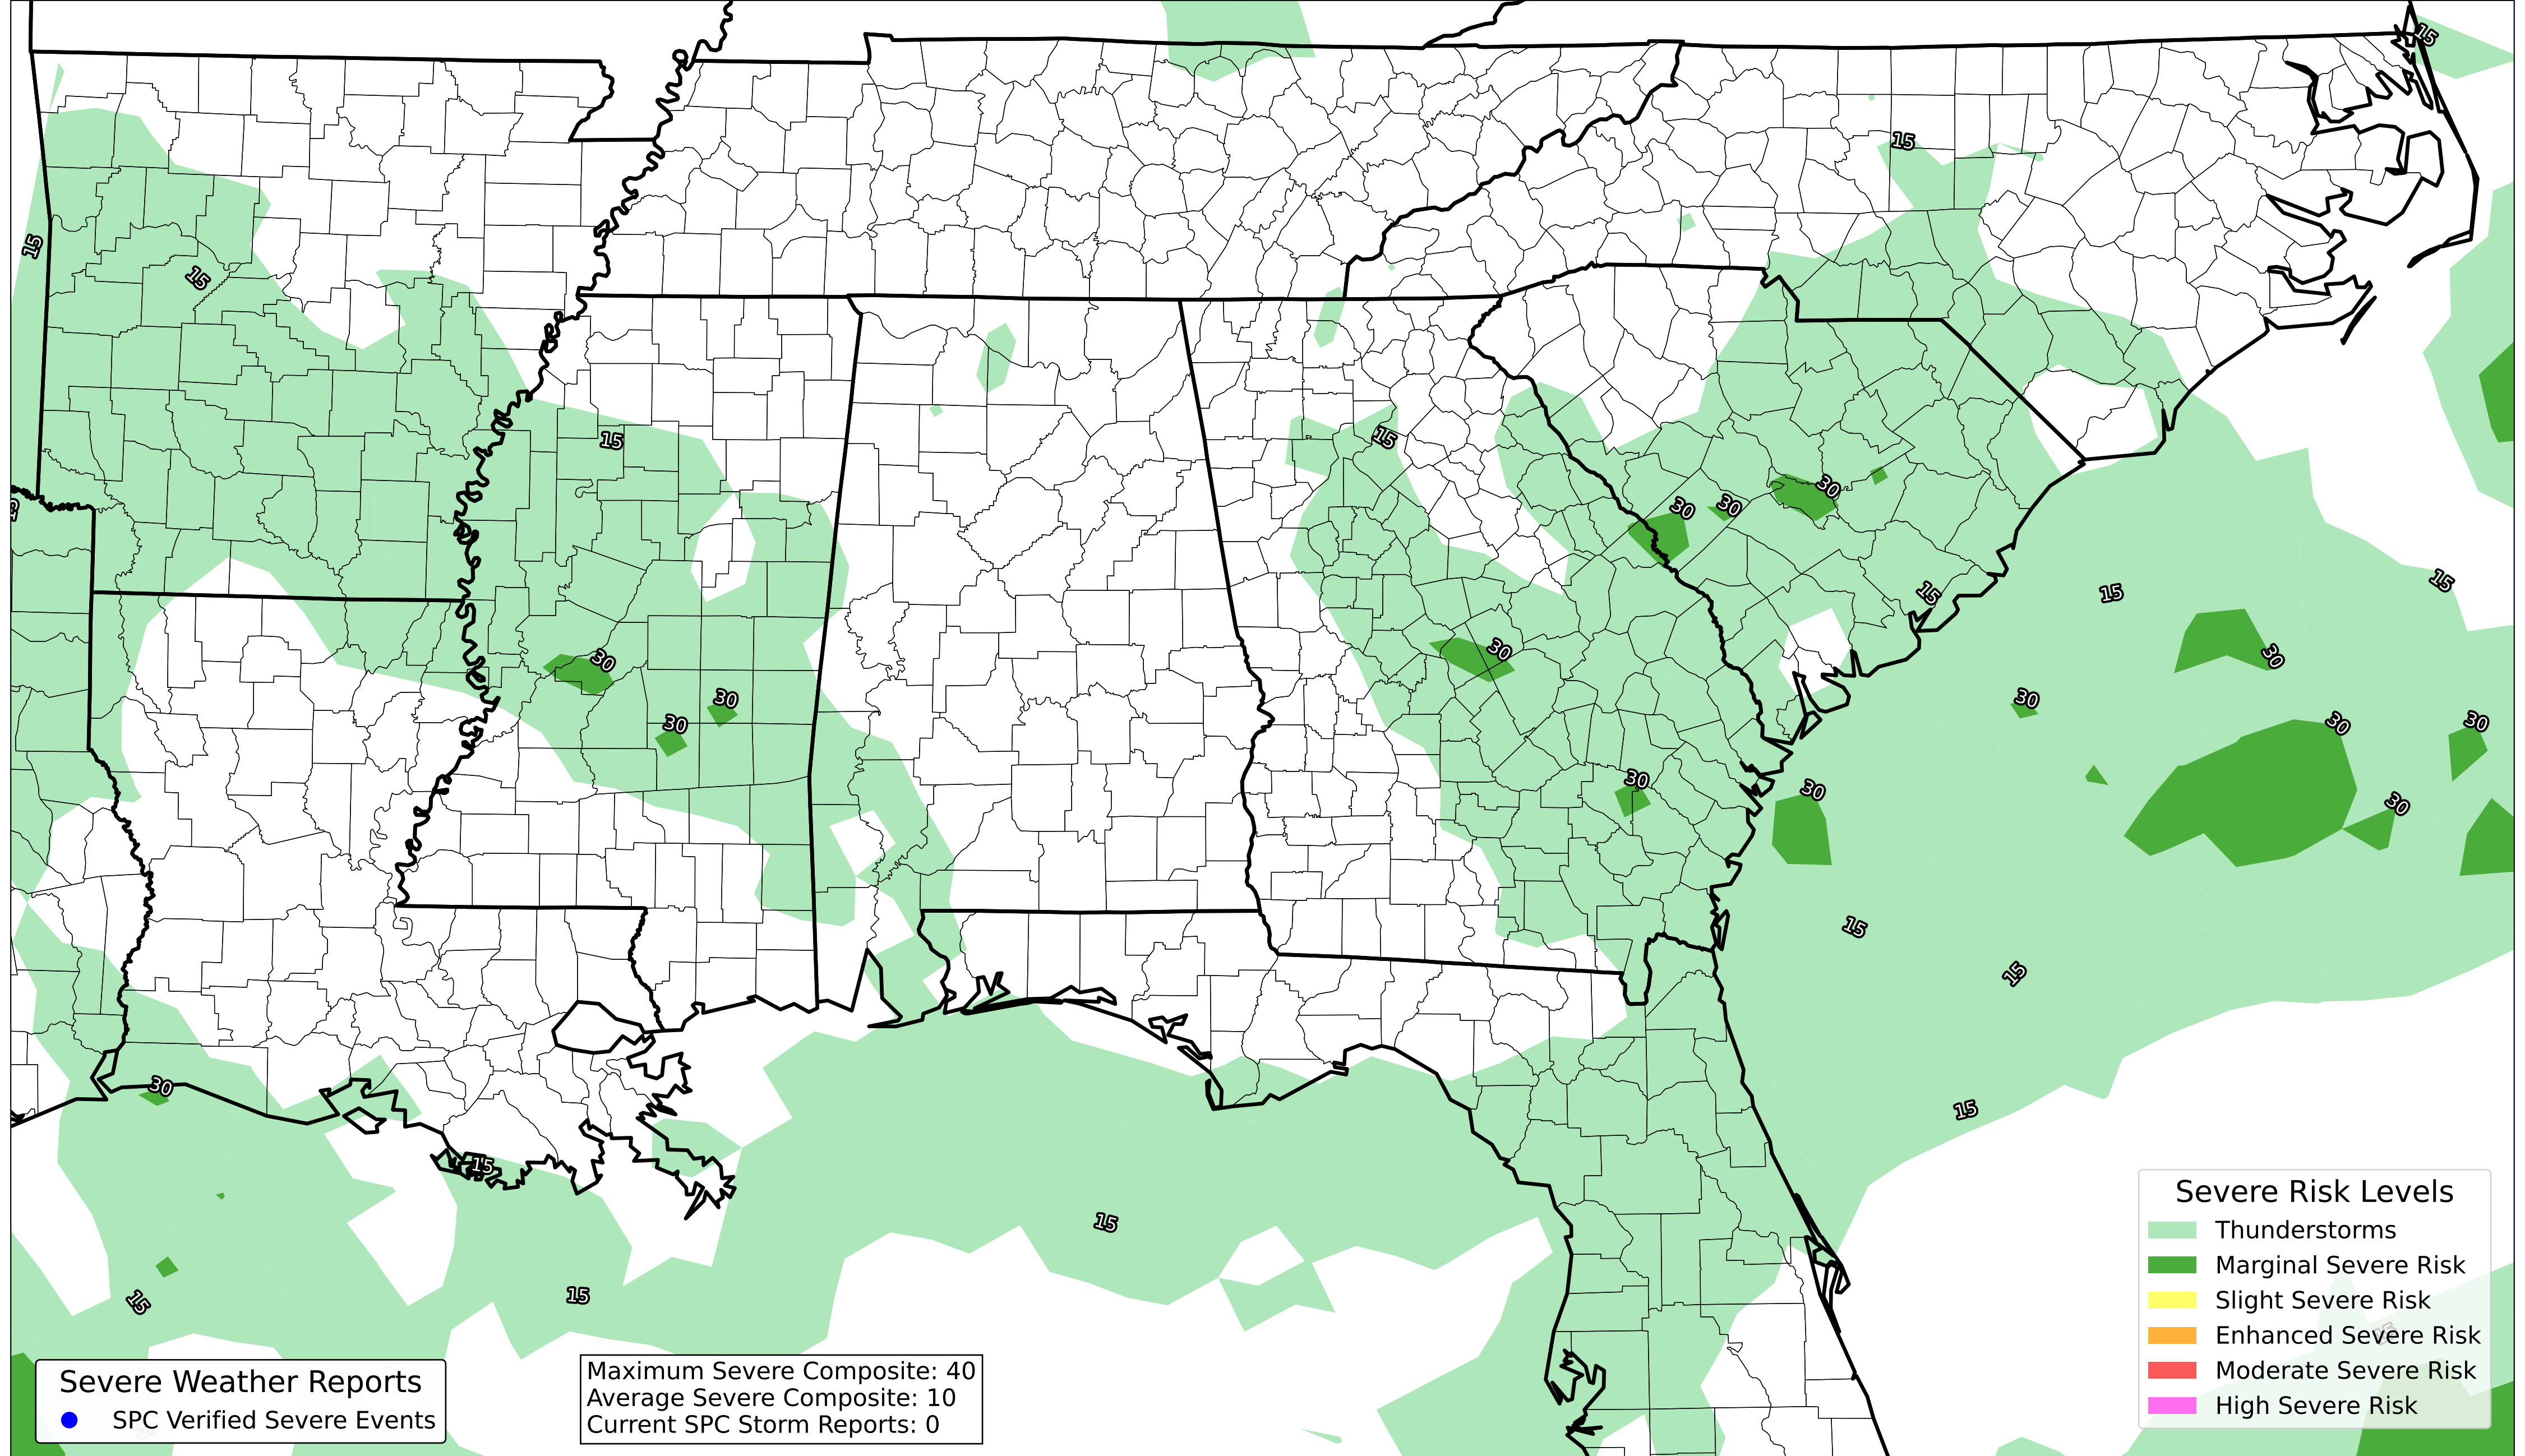 15
15
15
15
15
15
30
30
30
30
15
15
15
30
30
30
30
30
30
30
30
30
30
30
15
15
30
15
15
15
15
15
Severe Risk Levels
Thunderstorms
Marginal Severe Risk
Slight Severe Risk
Enhanced Severe Risk
Moderate Severe Risk
High Severe Risk
Severe Weather Reports
SPC Verified Severe Events
Maximum Severe Composite: 40
Average Severe Composite: 10
Current SPC Storm Reports: 0